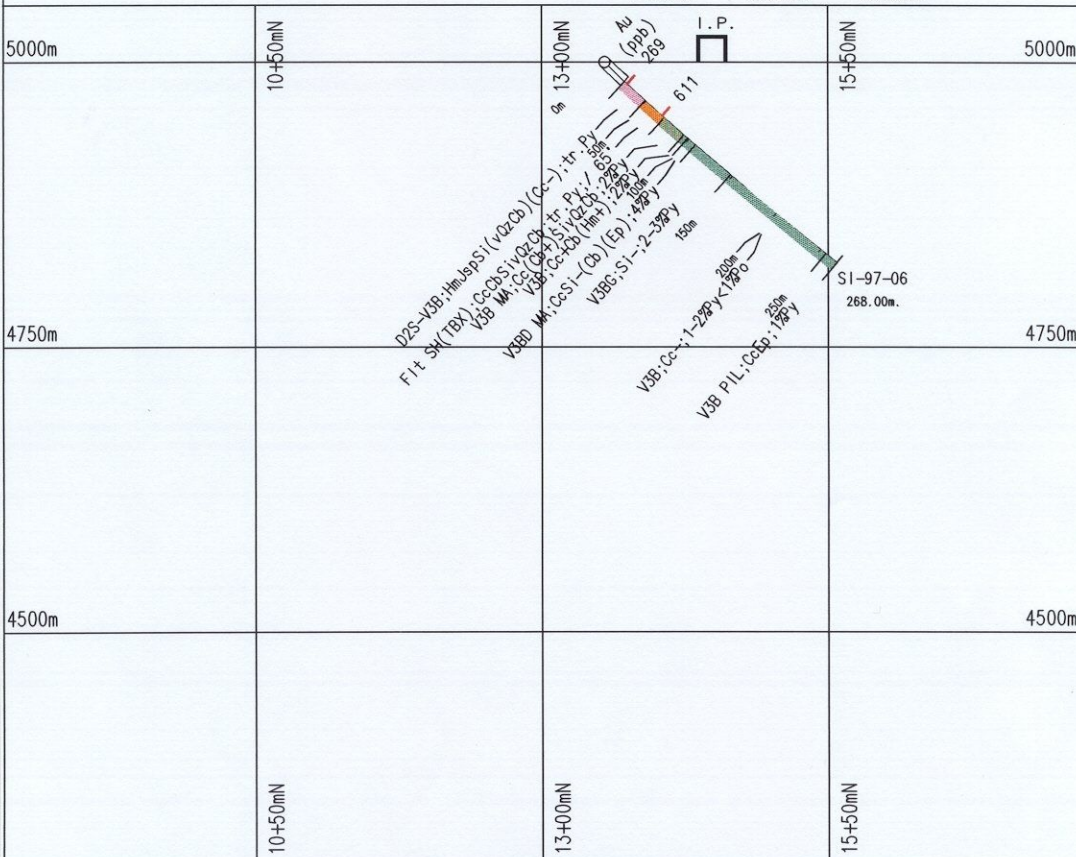 5000m
10+50mN
13+00mN
Au
(ppb)
269
I.P.
15+50mN
5000m
611
0m
50m
100m
150m
200m
250m
D2S-V3B;HmJspSi(vQzCb)(Cc-);tr.Py
Flt SH(TBX);CcCbSivQzCb;tr.Py;/ 65°
V3B MA;Cc(Cb+)SivQzCb;2%Py
V3B;Cc+Cb(Hm+);2%Py
V3BD MA;CcSi-(Cb)(Ep);4%Py
V3BG;Si-;2-3%Py
V3B;Cc-;1-2%Py<1%Po
V3B PIL;CcEp;1%Py
SI-97-06
268.00m.
4750m
4750m
4500m
4500m
10+50mN
13+00mN
15+50mN